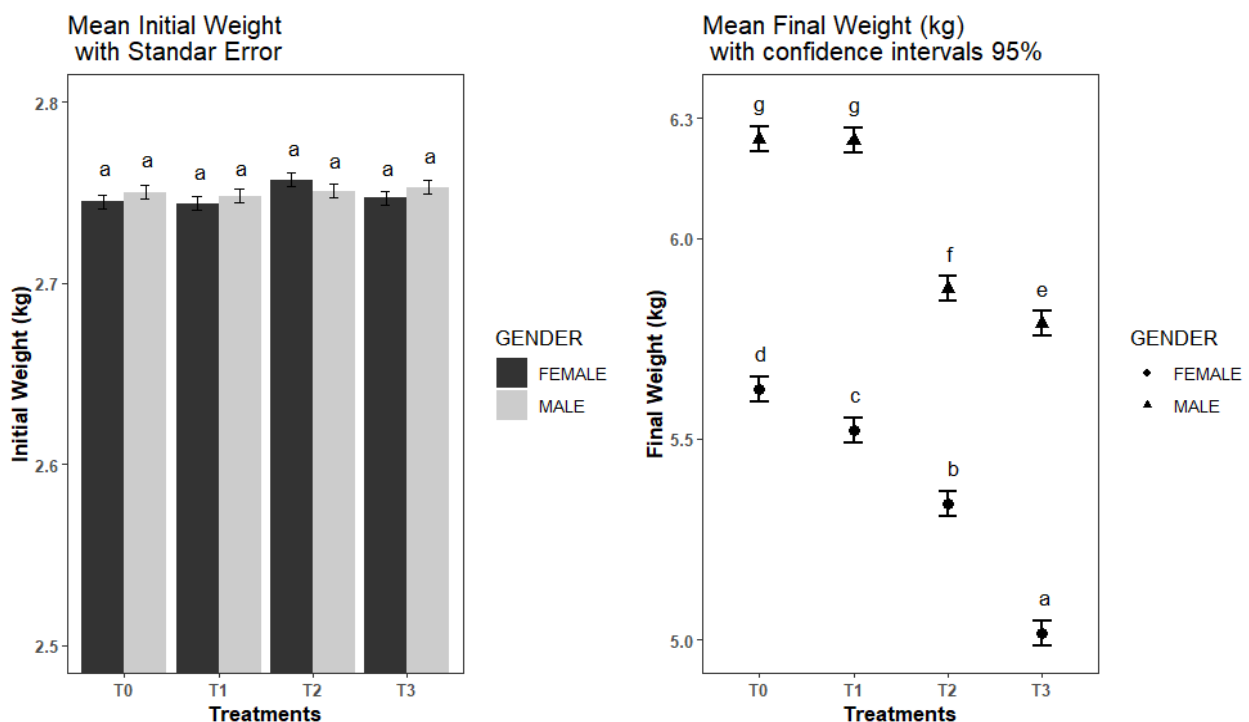 Mean Initial Weight
with Standar Error
2.8
2.7
2.6
2.5
Initial Weight (kg)
a a a a a a a a
T0 T1 T2 T3
Treatments
GENDER
FEMALE
MALE
Mean Final Weight (kg)
with confidence intervals 95%
6.3
6.0
5.5
5.0
Final Weight (kg)
g g
f
e
d
c
b
a
T0 T1 T2 T3
Treatments
GENDER
FEMALE
MALE